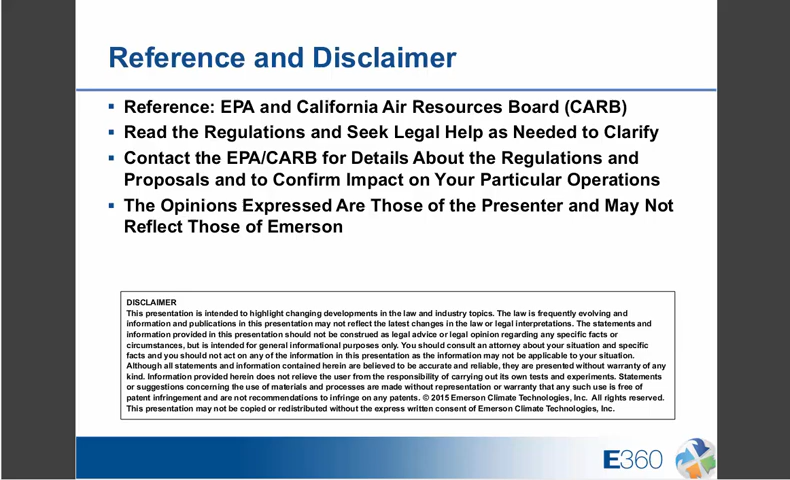 Reference and Disclaimer
Reference: EPA and California Air Resources Board (CARB)
Read the Regulations and Seek Legal Help as Needed to Clarify
Contact the EPA/CARB for Details About the Regulations and
Proposals and to Confirm Impact on Your Particular Operations
The Opinions Expressed Are Those of the Presenter and May Not
Reflect Those of Emerson
DISCLAIMER
This presentation is intended to highlight changing developments in the law and industry topics. The law is frequently evolving and
information and publications in this presentation may not reflect the latest changes in the law or legal interpretations. The statements and
information provided in this presentation should not be construed as legal advice or legal opinion regarding any specific facts or
circumstances, but is intended for general informational purposes only. You should consult an attorney about your situation and specific
facts and you should not act on any of the information in this presentation as the information may not be applicable to your situation.
Although all statements and information contained herein are believed to be accurate and reliable, they are presented without warranty of any
kind. Information provided herein does not relieve the user from the responsibility of carrying out its own tests and experiments. Statements
or suggestions concerning the use of materials and processes are made without representation or warranty that any such use is free of
patent infringement and are not recommendations to infringe on any patents. © 2015 Emerson Climate Technologies, Inc. All rights reserved.
This presentation may not be copied or redistributed without the express written consent of Emerson Climate Technologies, Inc.
E360